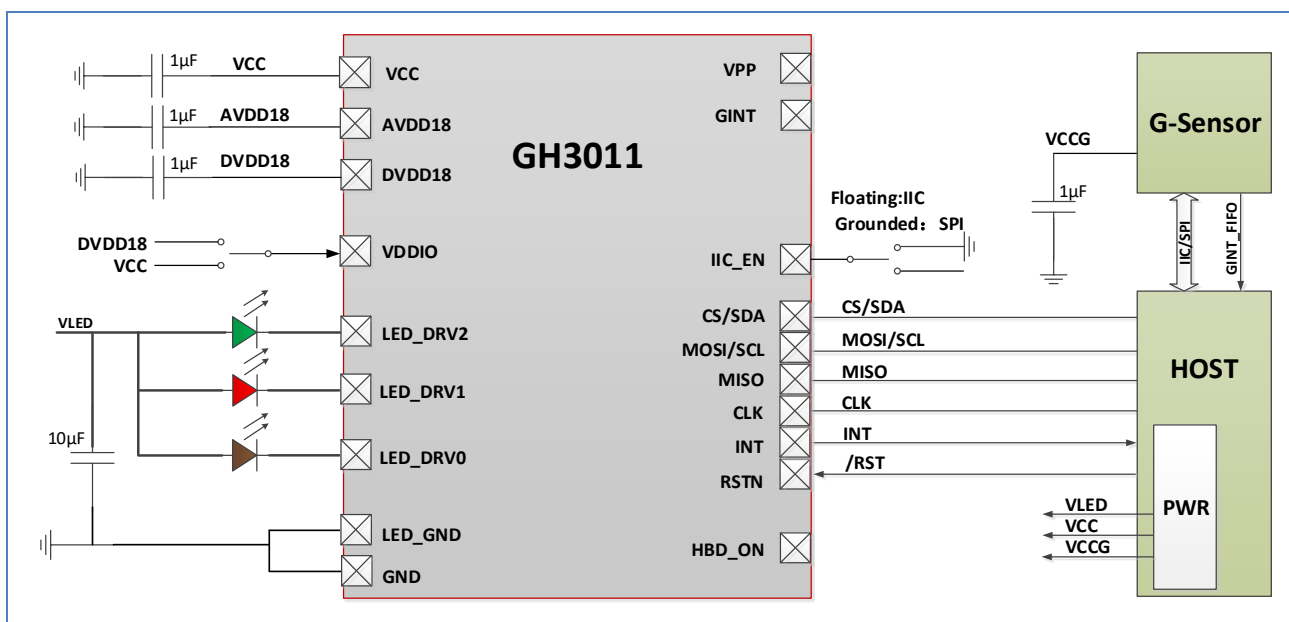 1µF
VCC
VCC
1µF
AVDD18
AVDD18
1µF
DVDD18
DVDD18
DVDD18
VCC
VDDIO
VLED
LED_DRV2
LED_DRV1
10µF
LED_DRV0
LED_GND
GND
GH3011
VPP
GINT
Floating:IIC
Grounded：SPI
IIC_EN
CS/SDA
CS/SDA
MOSI/SCL
MOSI/SCL
MISO
MISO
CLK
CLK
INT
INT
RSTN
/RST
HBD_ON
G-Sensor
VCCG
1µF
IIC/SPI
GINT_FIFO
HOST
PWR
VLED
VCC
VCCG